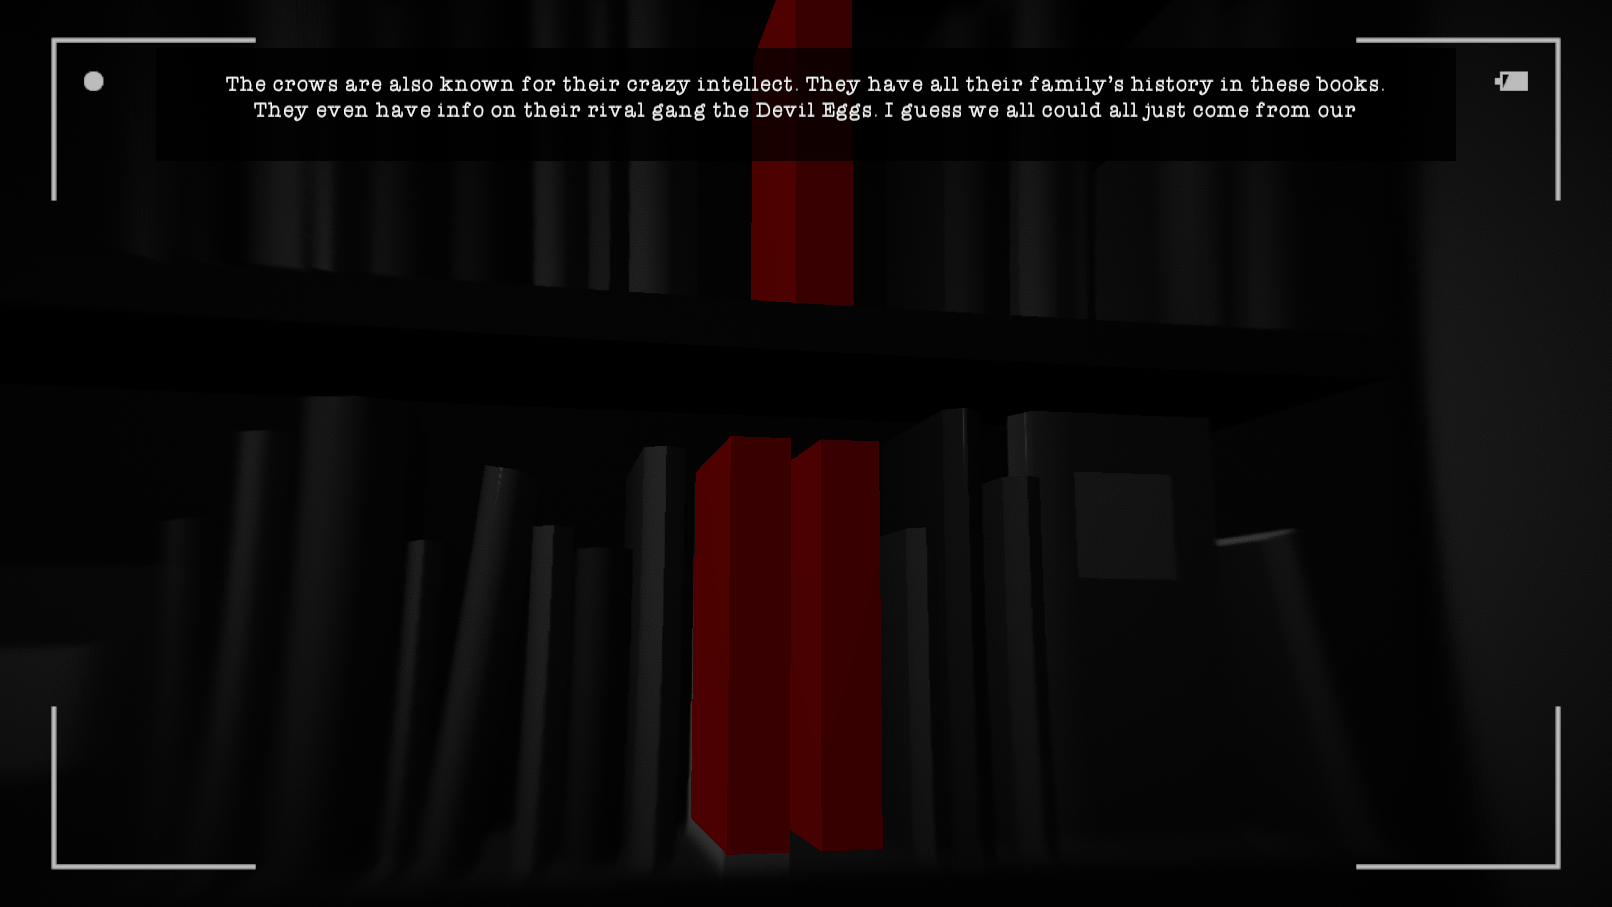 The crows are also known for their crazy intellect. They have all their family's history in these books.
They even have info on their rival gang the Devil Eggs. I guess we all could all just come from our